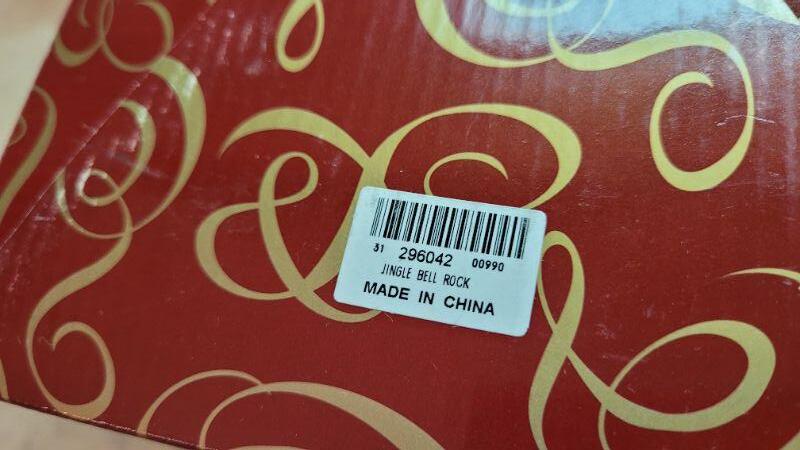 31 296042 00990
JINGLE BELL ROCK
MADE IN CHINA